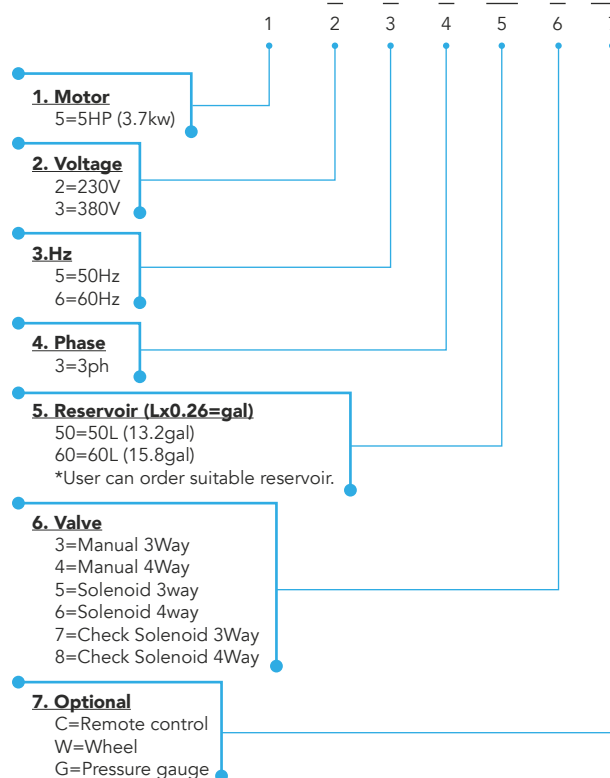 1 2 3 4 5 6
1. Motor
5=5HP (3.7kw)
2. Voltage
2=230V
3=380V
3.Hz
5=50Hz
6=60Hz
4. Phase
3=3ph
5. Reservoir (Lx0.26=gal)
50=50L (13.2gal)
60=60L (15.8gal)
*User can order suitable reservoir.
6. Valve
3=Manual 3Way
4=Manual 4Way
5=Solenoid 3way
6=Solenoid 4way
7=Check Solenoid 3Way
8=Check Solenoid 4Way
7. Optional
C=Remote control
W=Wheel
G=Pressure gauge